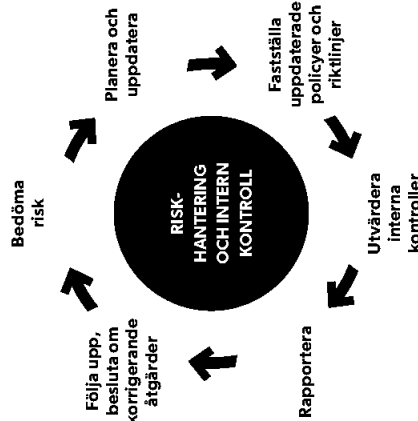 Bedöma
risk
Planera och
uppdatera
Fastställa
uppdaterade
policyer och
riktlinjer
Utvärdera
interna
kontroller
Rapportera
Följa upp,
besluta om
korrigerande
åtgärder
RISK-
HANTERING
OCH INTERN
KONTROLL